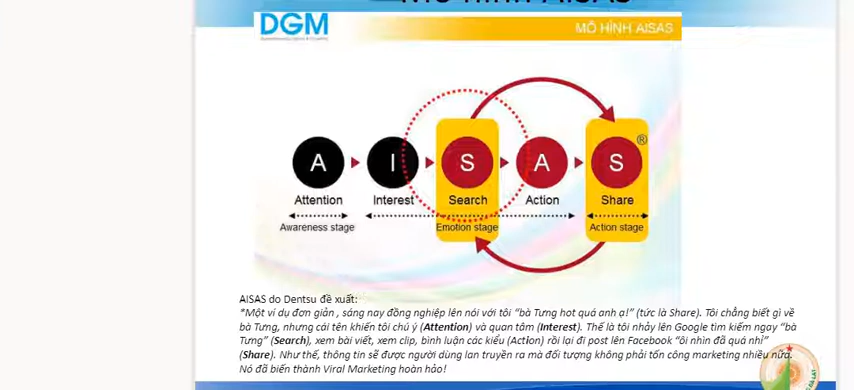 Mô hình AISAS
DGM
MÔ HÌNH AISAS
A I S A S ®
Attention Interest Search Action Share
Awareness stage Emotion stage Action stage
AISAS do Dentsu đề xuất:
*Một ví dụ đơn giản , sáng nay đồng nghiệp lên nói với tôi “bà Tưng hot quá anh ạ!” (tức là Share). Tôi chẳng biết gì về
bà Tưng, nhưng cái tên khiến tôi chú ý (Attention) và quan tâm (Interest). Thế là tôi nhảy lên Google tìm kiếm ngay “bà
Tưng” (Search), xem bài viết, xem clip, bình luận các kiểu (Action) rồi lại đi post lên Facebook “ôi nhìn đã quá nhỉ”
(Share). Như thế, thông tin sẽ được người dùng lan truyền ra mà đối tượng không phải tốn công marketing nhiều nữa.
Nó đã biến thành Viral Marketing hoàn hảo!